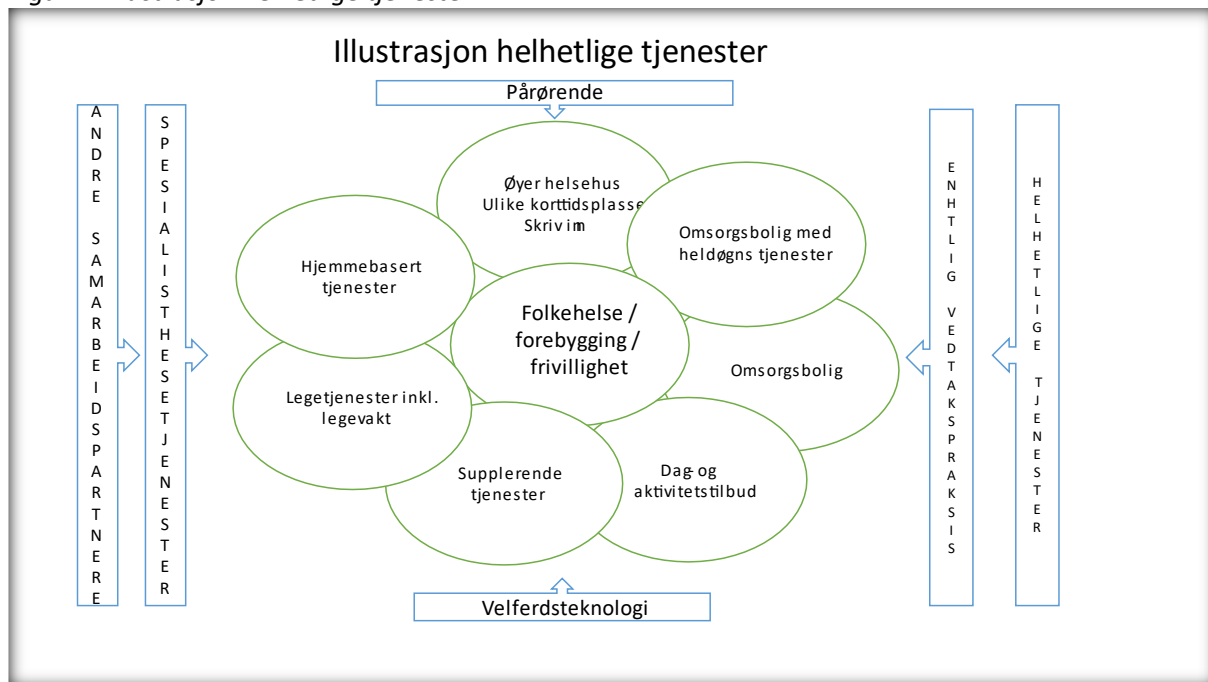 Illustrasjon helhetlige tjenester
Pårørende
ANDRE SAMARBEIDSPARTNERE
SPESIALISTHESETJENESTER
Øyer helsehus
Ulike korttidsplasse
Skriv inn
Omsorgsbolig med
heldøgns tjenester
Hjemmebasert
tjenester
Folkehelse /
forebygging /
frivillighet
Omsorgsbolig
Legetjenester inkl.
legevakt
Supplerende
tjenester
Dag- og
aktivitetstilbud
ENHTLIG VEDTAKSPRAKSIS
HELHETLIGE TJENESTER
Velferdsteknologi